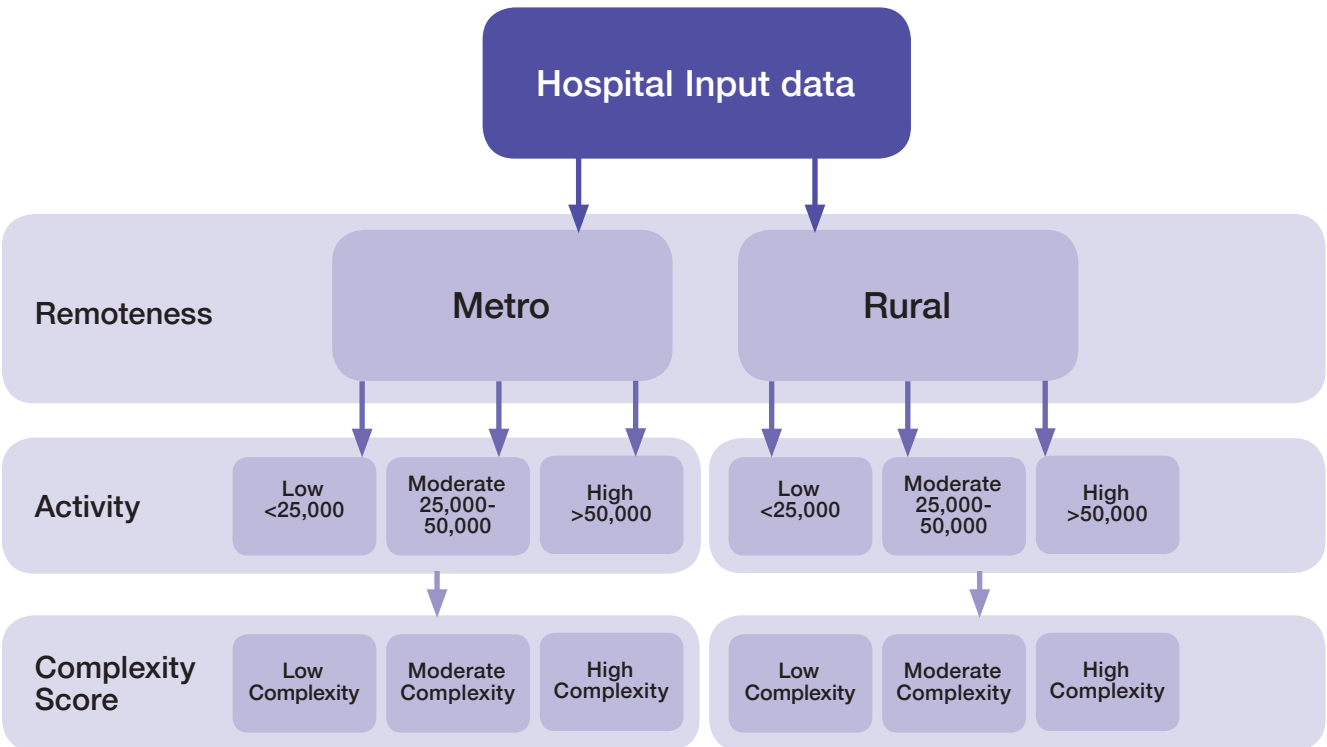 Hospital Input data
Remoteness
Metro
Rural
Activity
Low
<25,000
Moderate
25,000-
50,000
High
>50,000
Low
<25,000
Moderate
25,000-
50,000
High
>50,000
Complexity
Score
Low
Complexity
Moderate
Complexity
High
Complexity
Low
Complexity
Moderate
Complexity
High
Complexity